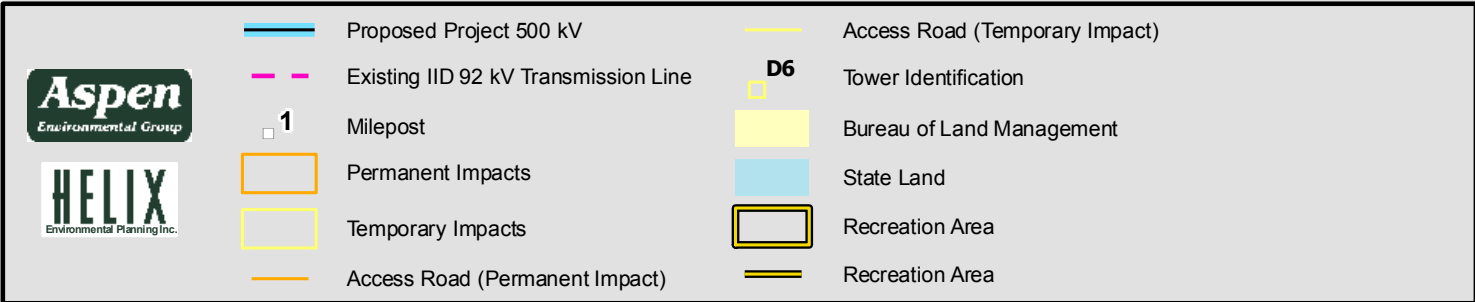 Aspen
Environmental Group
HELIX
Environmental Planning Inc.
Proposed Project 500 kV
Existing IID 92 kV Transmission Line
1
Milepost
Permanent Impacts
Temporary Impacts
Access Road (Permanent Impact)
Access Road (Temporary Impact)
D6
Tower Identification
Bureau of Land Management
State Land
Recreation Area
Recreation Area